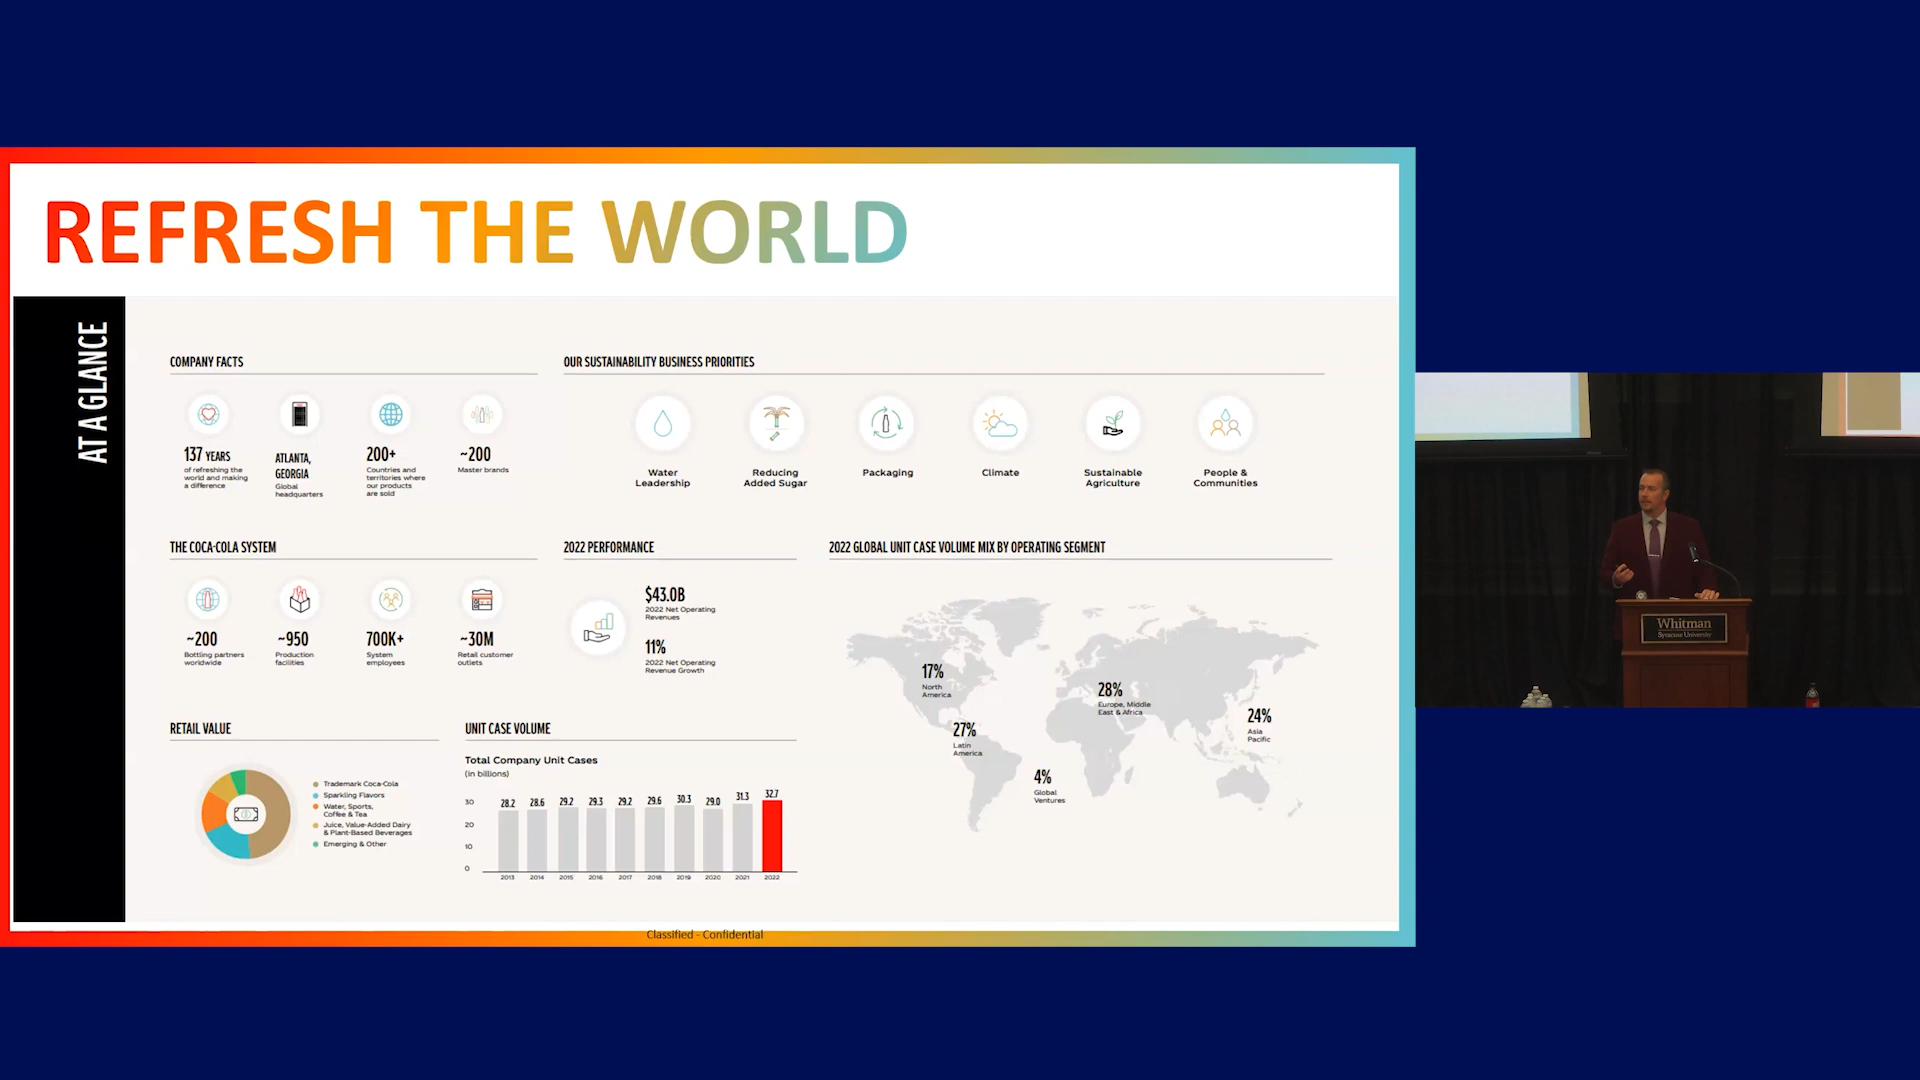 REFRESH THE WORLD
AT A GLANCE
COMPANY FACTS
137 YEARS
of refreshing the
world and making
a difference
ATLANTA,
GEORGIA
Global
headquarters
200+
Countries and
territories where
our products
are sold
~200
Master brands
OUR SUSTAINABILITY BUSINESS PRIORITIES
Water
Leadership
Reducing
Added Sugar
Packaging
Climate
Sustainable
Agriculture
People &
Communities
THE COCA-COLA SYSTEM
~200
Bottling partners
worldwide
~950
Production
facilities
700K+
System
employees
~30M
Retail customer
outlets
2022 PERFORMANCE
$43.0B
2022 Net Operating
Revenues
11%
2022 Net Operating
Revenue Growth
2022 GLOBAL UNIT CASE VOLUME MIX BY OPERATING SEGMENT
17%
North
America
27%
Latin
America
4%
Global
Ventures
28%
Europe, Middle
East & Africa
24%
Asia
Pacific
RETAIL VALUE
Trademark Coca-Cola
Sparkling Flavors
Water, Sports,
Coffee & Tea
Juice, Value-Added Dairy
& Plant-Based Beverages
Emerging & Other
UNIT CASE VOLUME
Total Company Unit Cases
(in billions)
30
20
10
0
28.2 28.6 29.2 29.3 29.2 29.6 30.3 29.0 31.3 32.7
2013 2014 2015 2016 2017 2018 2019 2020 2021 2022
Classified - Confidential
Whitman
Syracuse University